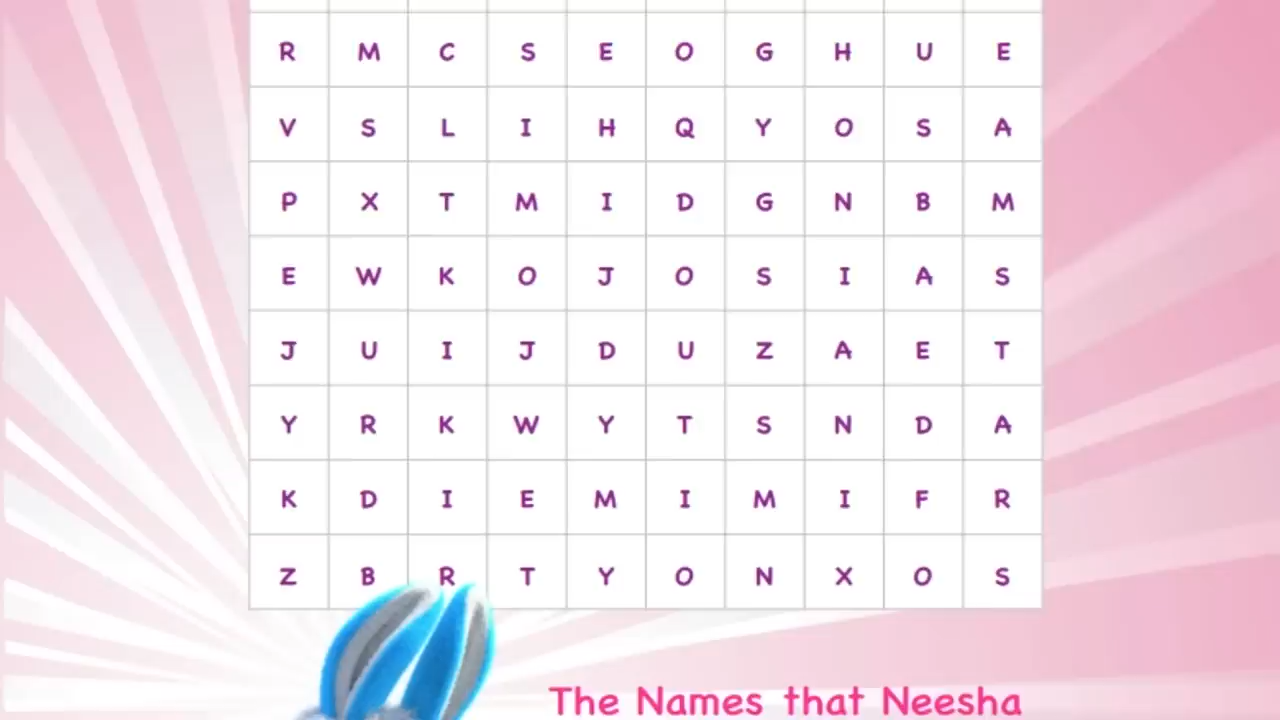 R M C S E O G H U E
V S L I H Q Y O S A
P X T M I D G N B M
E W K O J O S I A S
J U I J D U Z A E T
Y R K W Y T S N D A
K D I E M I M I F R
Z B R T Y O N X O S
The Names that Neesha